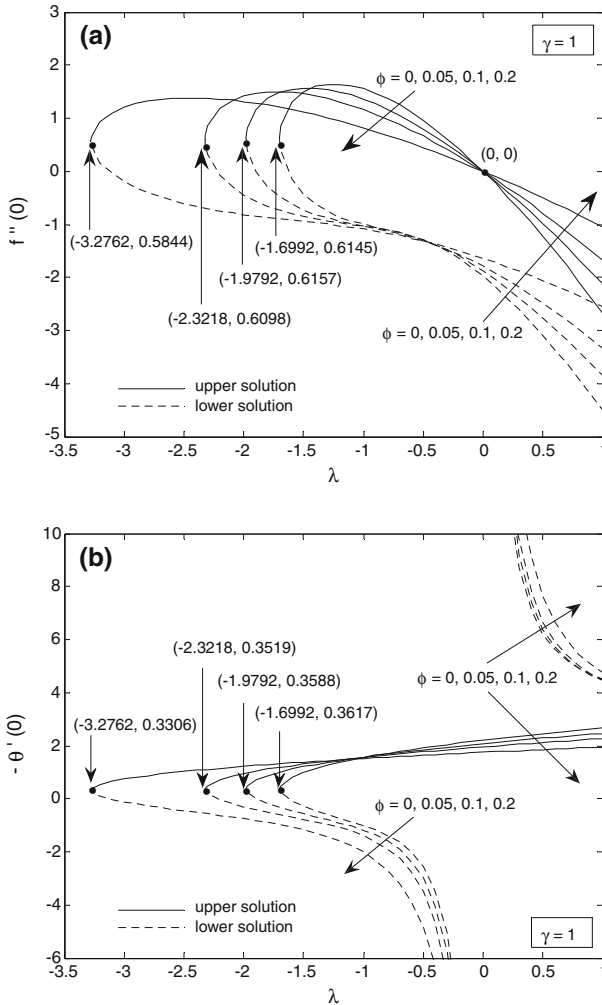 (a)
γ = 1
φ = 0, 0.05, 0.1, 0.2
(0, 0)
(-3.2762, 0.5844)
(-1.6992, 0.6145)
(-1.9792, 0.6157)
(-2.3218, 0.6098)
φ = 0, 0.05, 0.1, 0.2
upper solution
lower solution
f '' (0)
3
2
1
0
-1
-2
-3
-4
-5
-3.5 -3 -2.5 -2 -1.5 -1 -0.5 0 0.5
λ
(b)
(-2.3218, 0.3519)
(-1.9792, 0.3588)
(-3.2762, 0.3306)
(-1.6992, 0.3617)
φ = 0, 0.05, 0.1, 0.2
φ = 0, 0.05, 0.1, 0.2
upper solution
lower solution
γ = 1
- θ ' (0)
10
8
6
4
2
0
-2
-4
-6
-3.5 -3 -2.5 -2 -1.5 -1 -0.5 0 0.5
λ